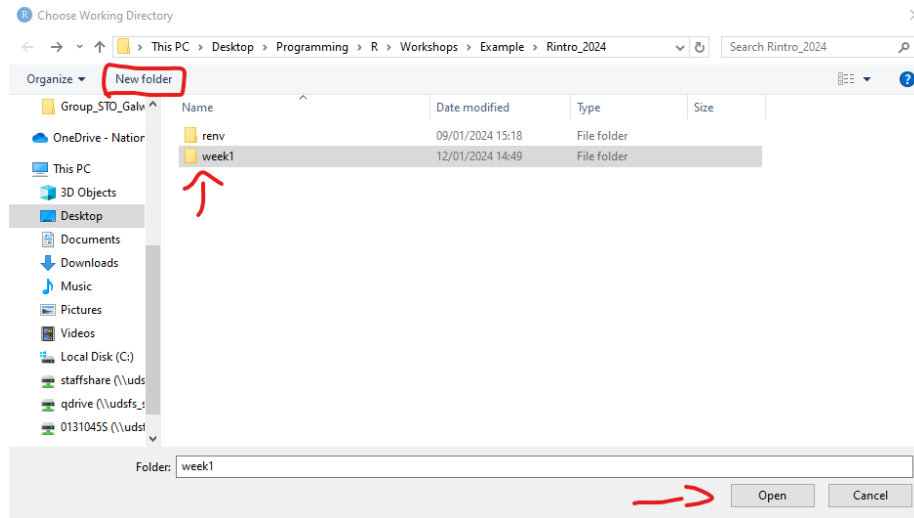 R Choose Working Directory
This PC > Desktop > Programming > R > Workshops > Example > Rintro_2024
Search Rintro_2024
Organize New folder
Name Date modified Type Size
Group_STO_Galw
renv 09/01/2024 15:18 File folder
OneDrive - Nation
week1 12/01/2024 14:49 File folder
This PC
3D Objects
Desktop
Documents
Downloads
Music
Pictures
Videos
Local Disk (C:)
staffshare (\\uds
qdrive (\\udsfs_s
0131045S (\\udsf
Folder: week1
Open Cancel